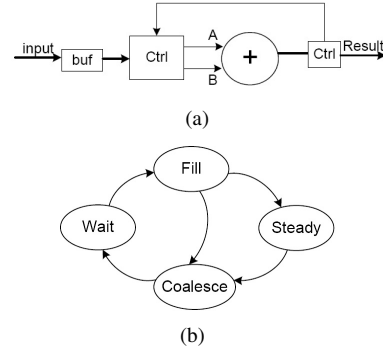 input
buf
Ctrl
A
B
+
Ctrl
Result
(a)
Fill
Wait
Steady
Coalesce
(b)